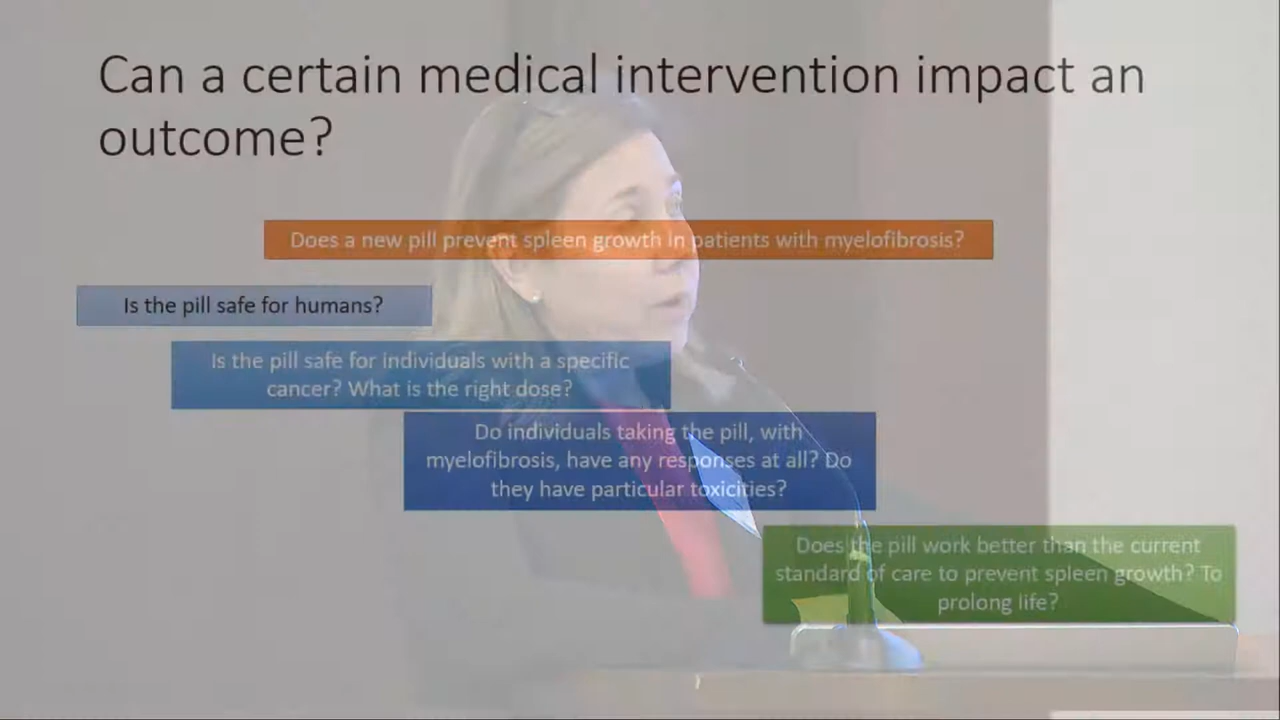 Can a certain medical intervention impact an
outcome?
Does a new pill prevent spleen growth in patients with myelofibrosis?
Is the pill safe for humans?
Is the pill safe for individuals with a specific
cancer? What is the right dose?
Do individuals taking the pill, with
myelofibrosis, have any responses at all? Do
they have particular toxicities?
Does the pill work better than the current
standard of care to prevent spleen growth? To
prolong life?